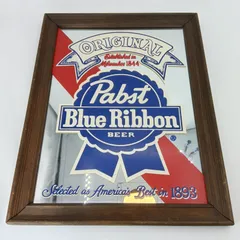 ORIGINAL
Established in
Milwaukee 1844
Pabst
Blue Ribbon
BEER
®
Selected as America's Best in 1893